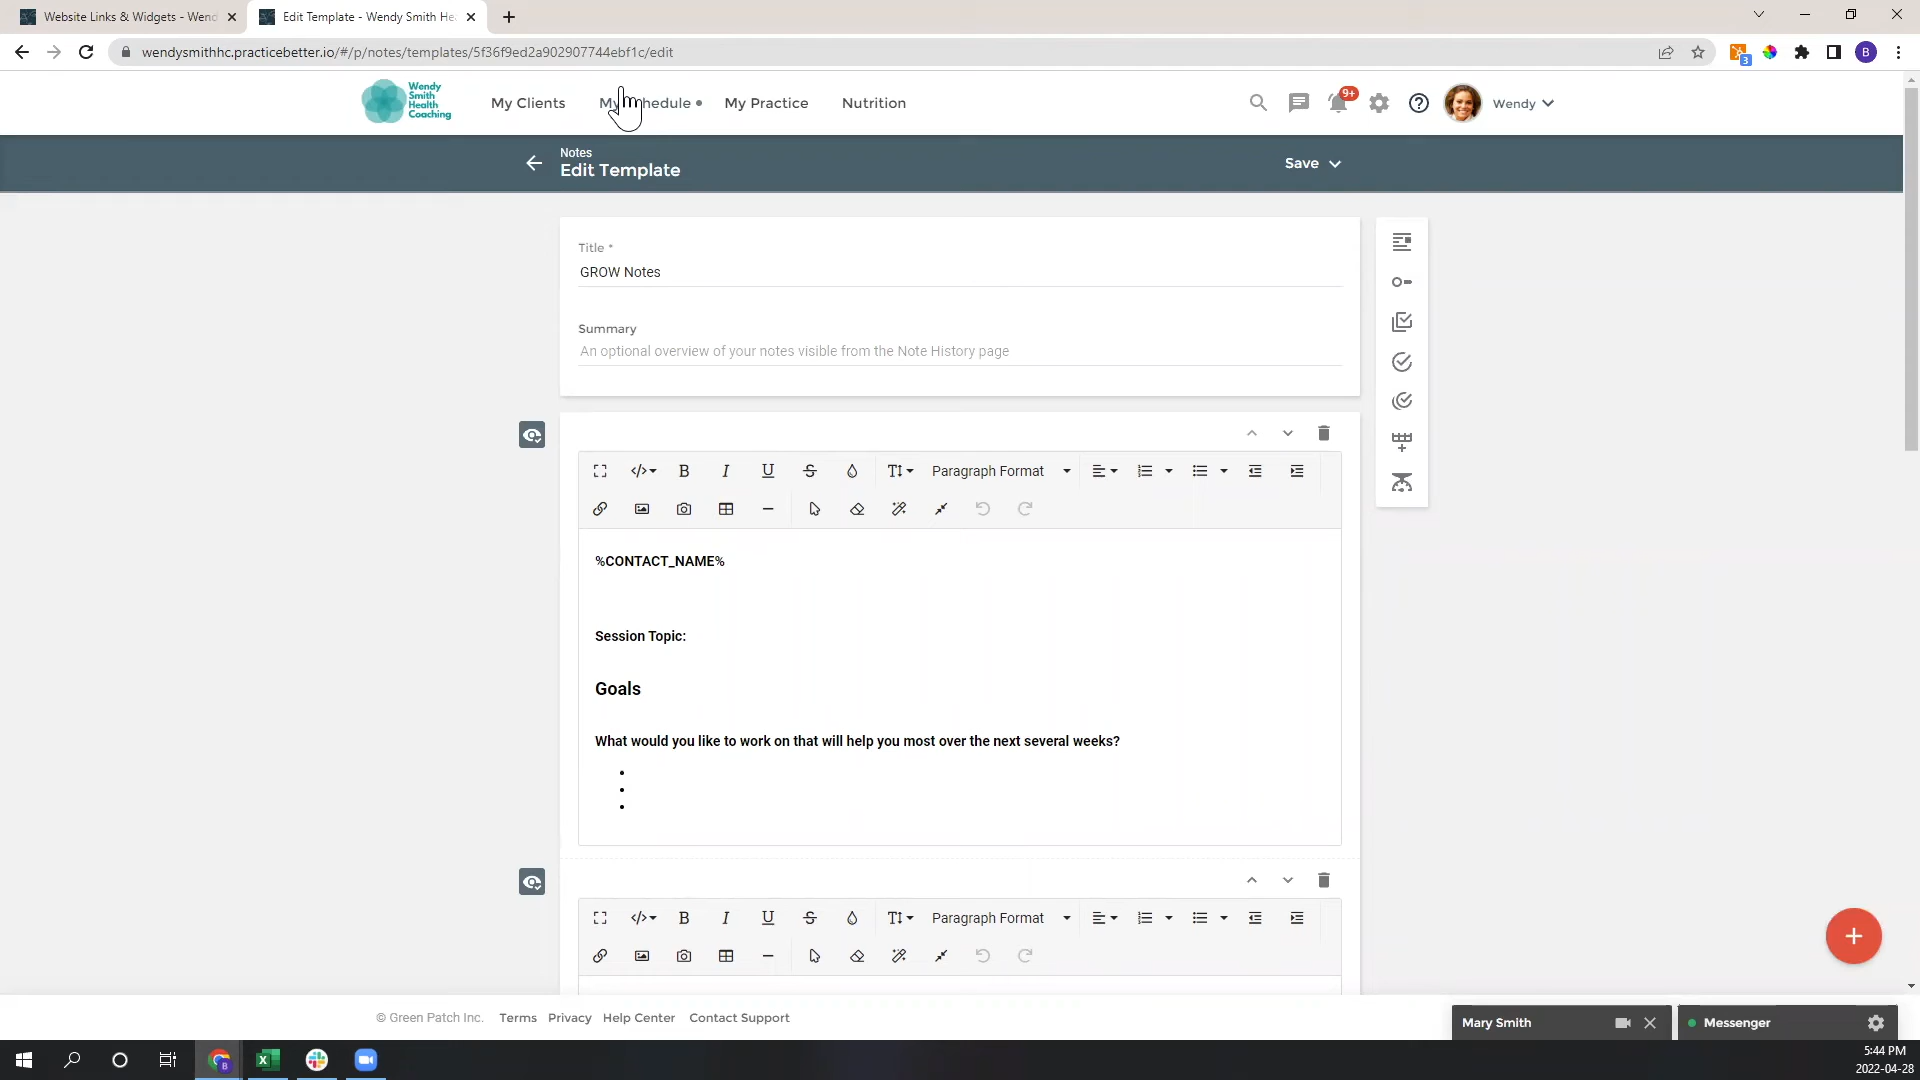 Website Links & Widgets - Wend
Edit Template - Wendy Smith He
wendysmithhc.practicebetter.io/#/p/notes/templates/5f36f9ed2a902907744ebf1c/edit
3
B
Wendy
Smith
Health
Coaching
My Clients
My Schedule
My Practice
Nutrition
9+
Wendy
Notes
Edit Template
Save
Title *
GROW Notes
Summary
An optional overview of your notes visible from the Note History page
Paragraph Format
%CONTACT_NAME%
Session Topic:
Goals
What would you like to work on that will help you most over the next several weeks?
Paragraph Format
© Green Patch Inc. Terms Privacy Help Center Contact Support
Mary Smith
Messenger
5:44 PM
2022-04-28